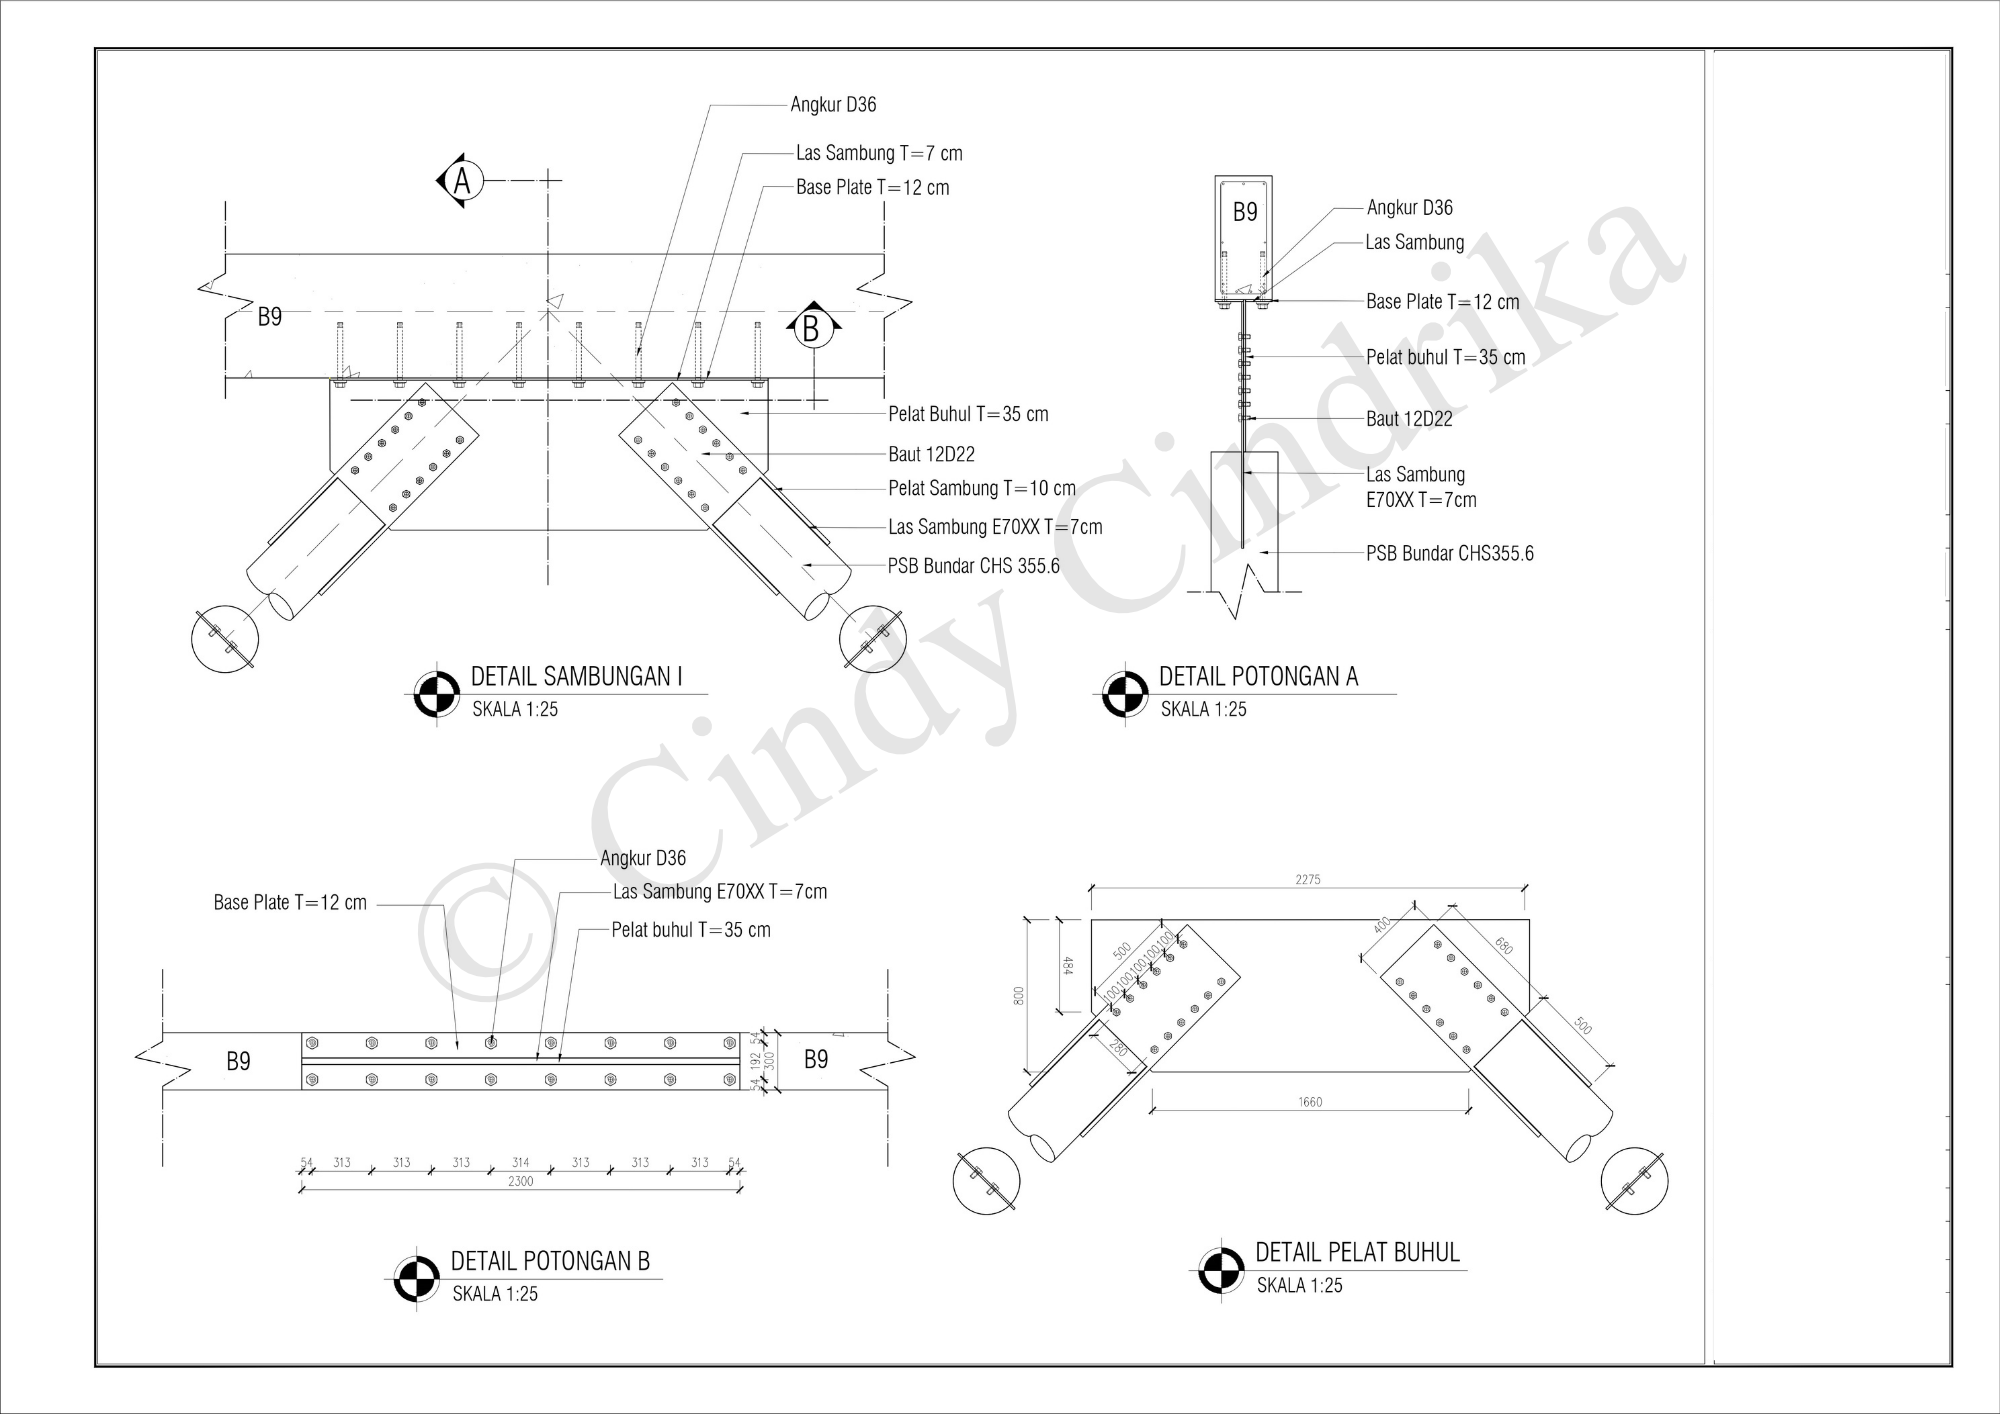 Angkur D36
Las Sambung T=7 cm
Base Plate T=12 cm
A
B9
B
Pelat Buhul T=35 cm
Baut 12D22
Pelat Sambung T=10 cm
Las Sambung E70XX T=7cm
PSB Bundar CHS 355.6
DETAIL SAMBUNGAN I
SKALA 1:25
B9
Angkur D36
Las Sambung
Base Plate T=12 cm
Pelat buhul T=35 cm
Baut 12D22
Las Sambung
E70XX T=7cm
PSB Bundar CHS355.6
DETAIL POTONGAN A
SKALA 1:25
© Cindy Cindrika
Angkur D36
Las Sambung E70XX T=7cm
Base Plate T=12 cm
Pelat buhul T=35 cm
B9
B9
54
192
54
300
54 313 313 313 314 313 313 313 54
2300
DETAIL POTONGAN B
SKALA 1:25
2275
400
680
500
100 100 100 100 100
484
800
280
500
1660
DETAIL PELAT BUHUL
SKALA 1:25